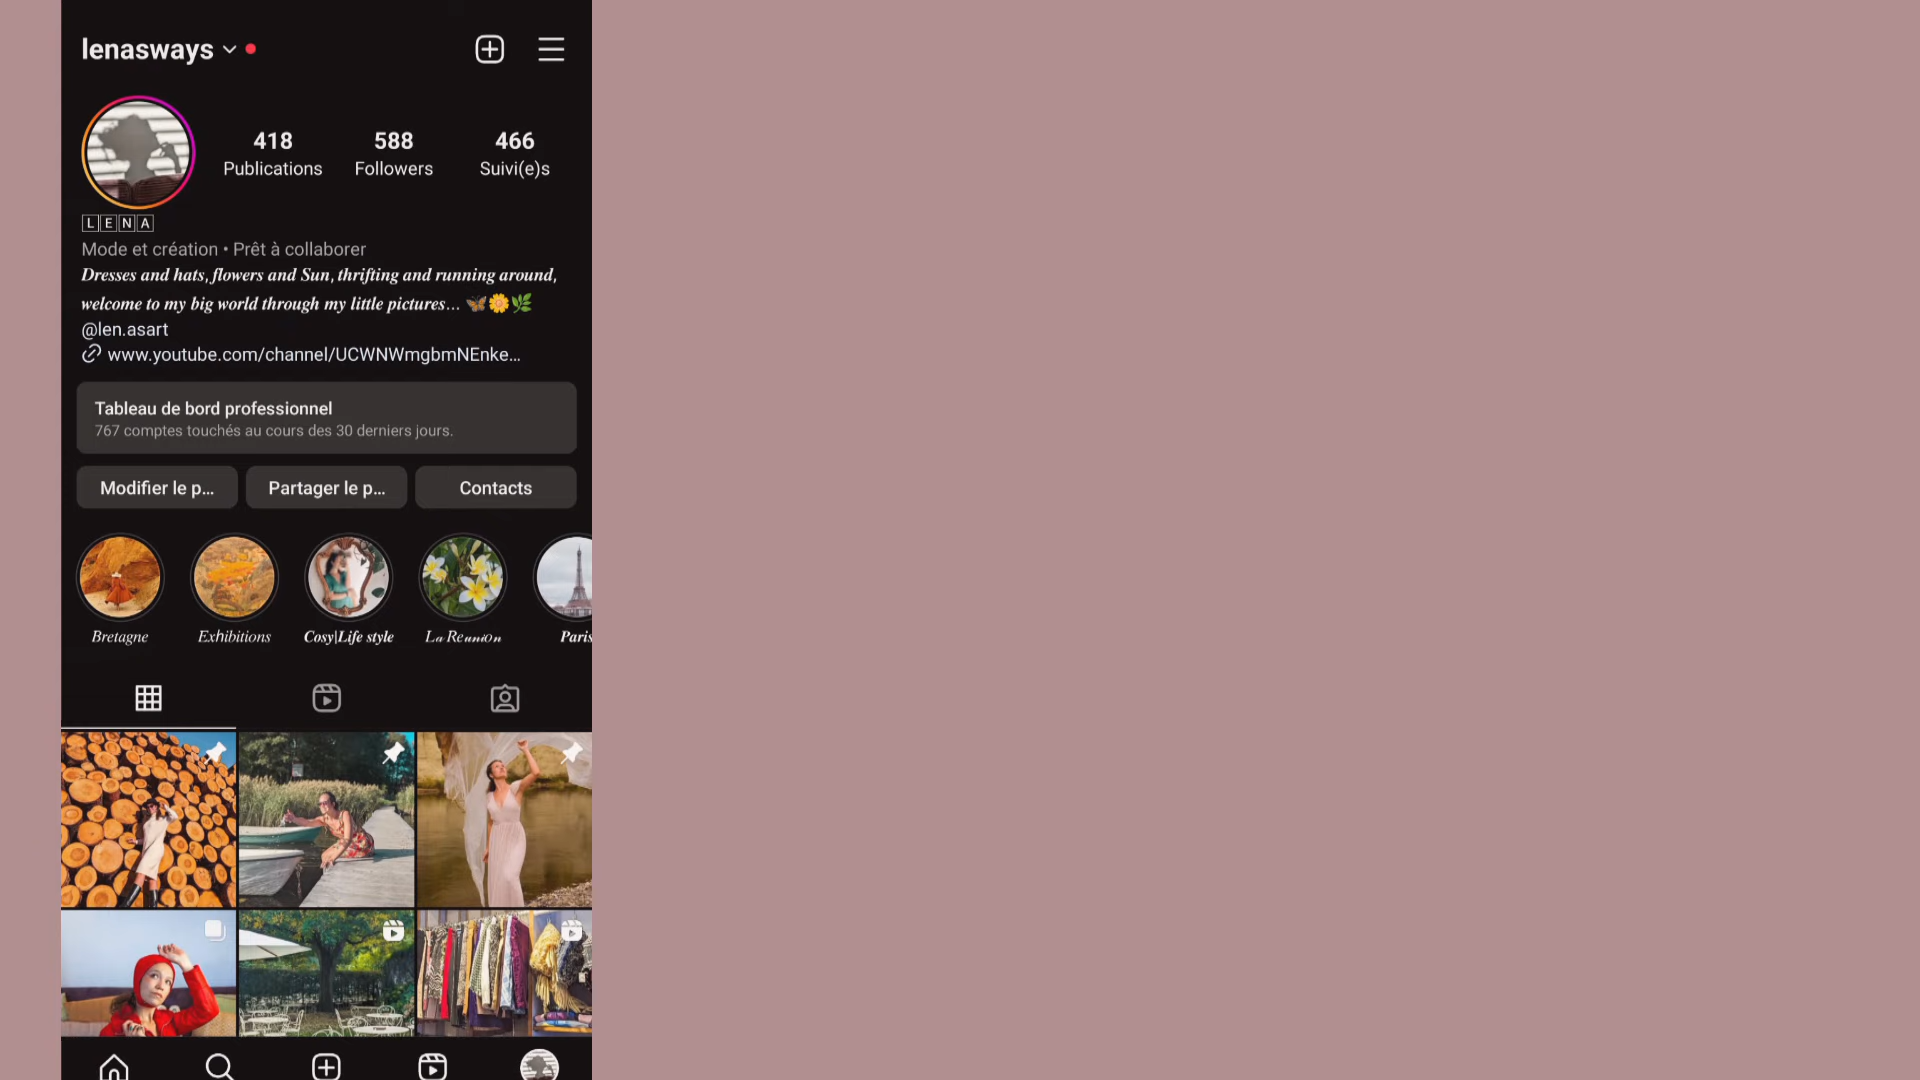 lenasways
418 588 466
Publications Followers Suivi(e)s
LENA
Mode et création • Prêt à collaborer
Dresses and hats, flowers and Sun, thrifting and running around,
welcome to my big world through my little pictures... 🦋🌼🌿
@len.asart
www.youtube.com/channel/UCWNWmgbmNEnke...
Tableau de bord professionnel
767 comptes touchés au cours des 30 derniers jours.
Modifier le p... Partager le p... Contacts
Bretagne Exhibitions Cosy|Life style La Reunion Paris